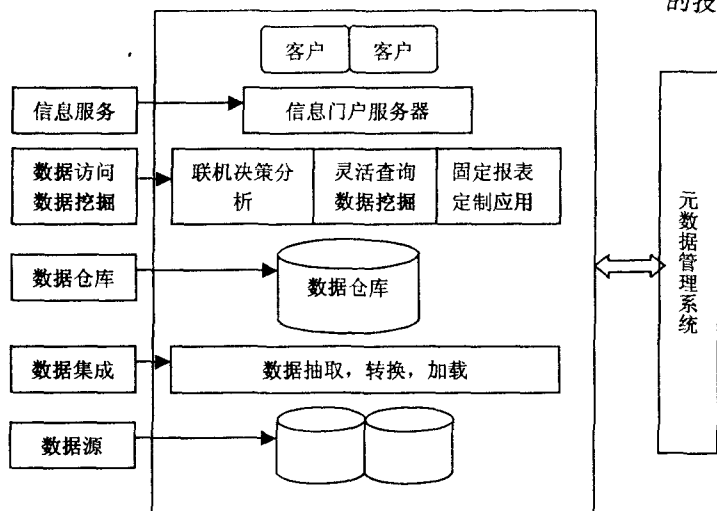 的技
客户 客户
信息服务 信息门户服务器
数据访问 联机决策分 灵活查询 固定报表
数据挖掘 析 数据挖掘 定制应用
数据仓库 数据仓库
数据集成 数据抽取，转换，加载
数据源
元数据管理系统